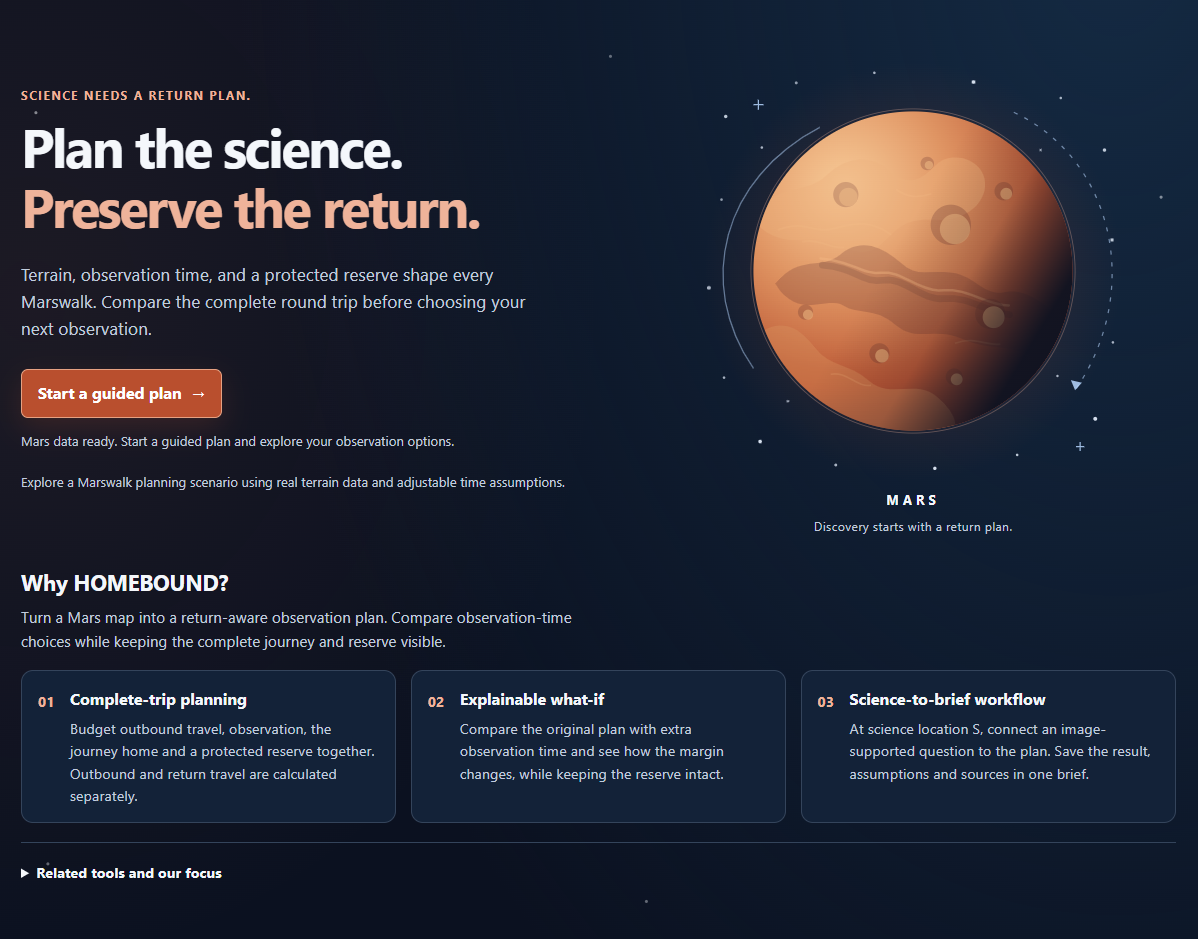 SCIENCE NEEDS A RETURN PLAN.
Plan the science.
Preserve the return.
Terrain, observation time, and a protected reserve shape every
Marswalk. Compare the complete round trip before choosing your
next observation.
Start a guided plan →
Mars data ready. Start a guided plan and explore your observation options.
Explore a Marswalk planning scenario using real terrain data and adjustable time assumptions.
MARS
Discovery starts with a return plan.
Why HOMEBOUND?
Turn a Mars map into a return-aware observation plan. Compare observation-time
choices while keeping the complete journey and reserve visible.
01 Complete-trip planning
Budget outbound travel, observation, the
journey home and a protected reserve together.
Outbound and return travel are calculated
separately.
02 Explainable what-if
Compare the original plan with extra
observation time and see how the margin
changes, while keeping the reserve intact.
03 Science-to-brief workflow
At science location S, connect an image-
supported question to the plan. Save the result,
assumptions and sources in one brief.
Related tools and our focus